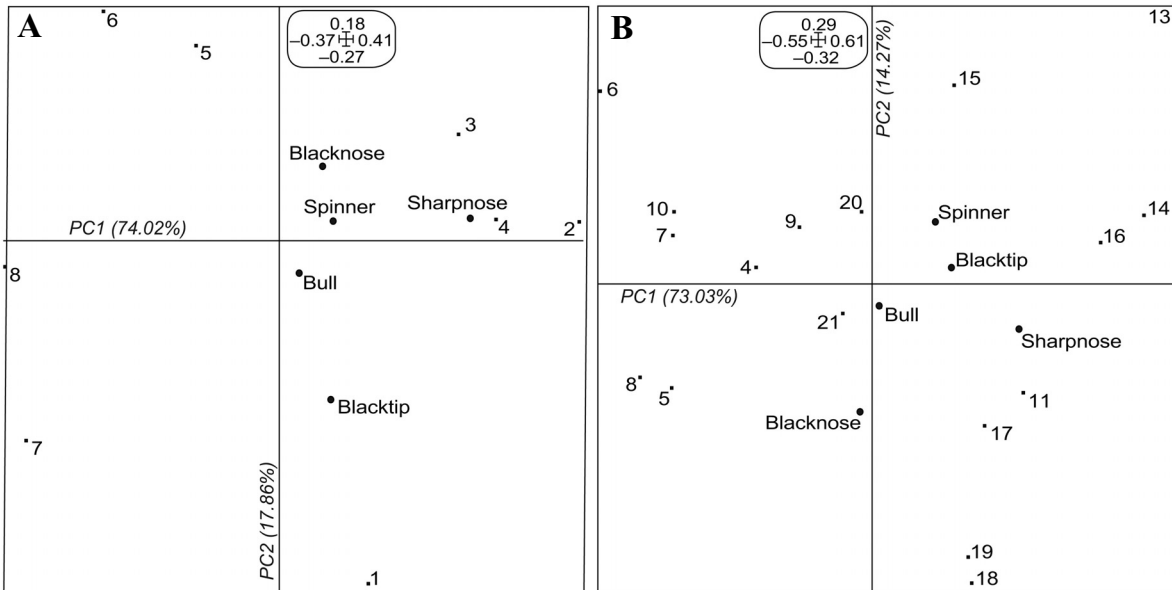 A
6
5
0.18
−0.37 0.41
−0.27
3
Blacknose
Spinner
Sharpnose
4
2
PC1 (74.02%)
8
Bull
Blacktip
7
PC2 (17.86%)
1
B
0.29
−0.55 0.61
−0.32
PC2 (14.27%)
13
6
15
10
7
9
20
Spinner
14
16
4
Blacktip
PC1 (73.03%)
21
Bull
Sharpnose
8
5
11
Blacknose
17
19
18